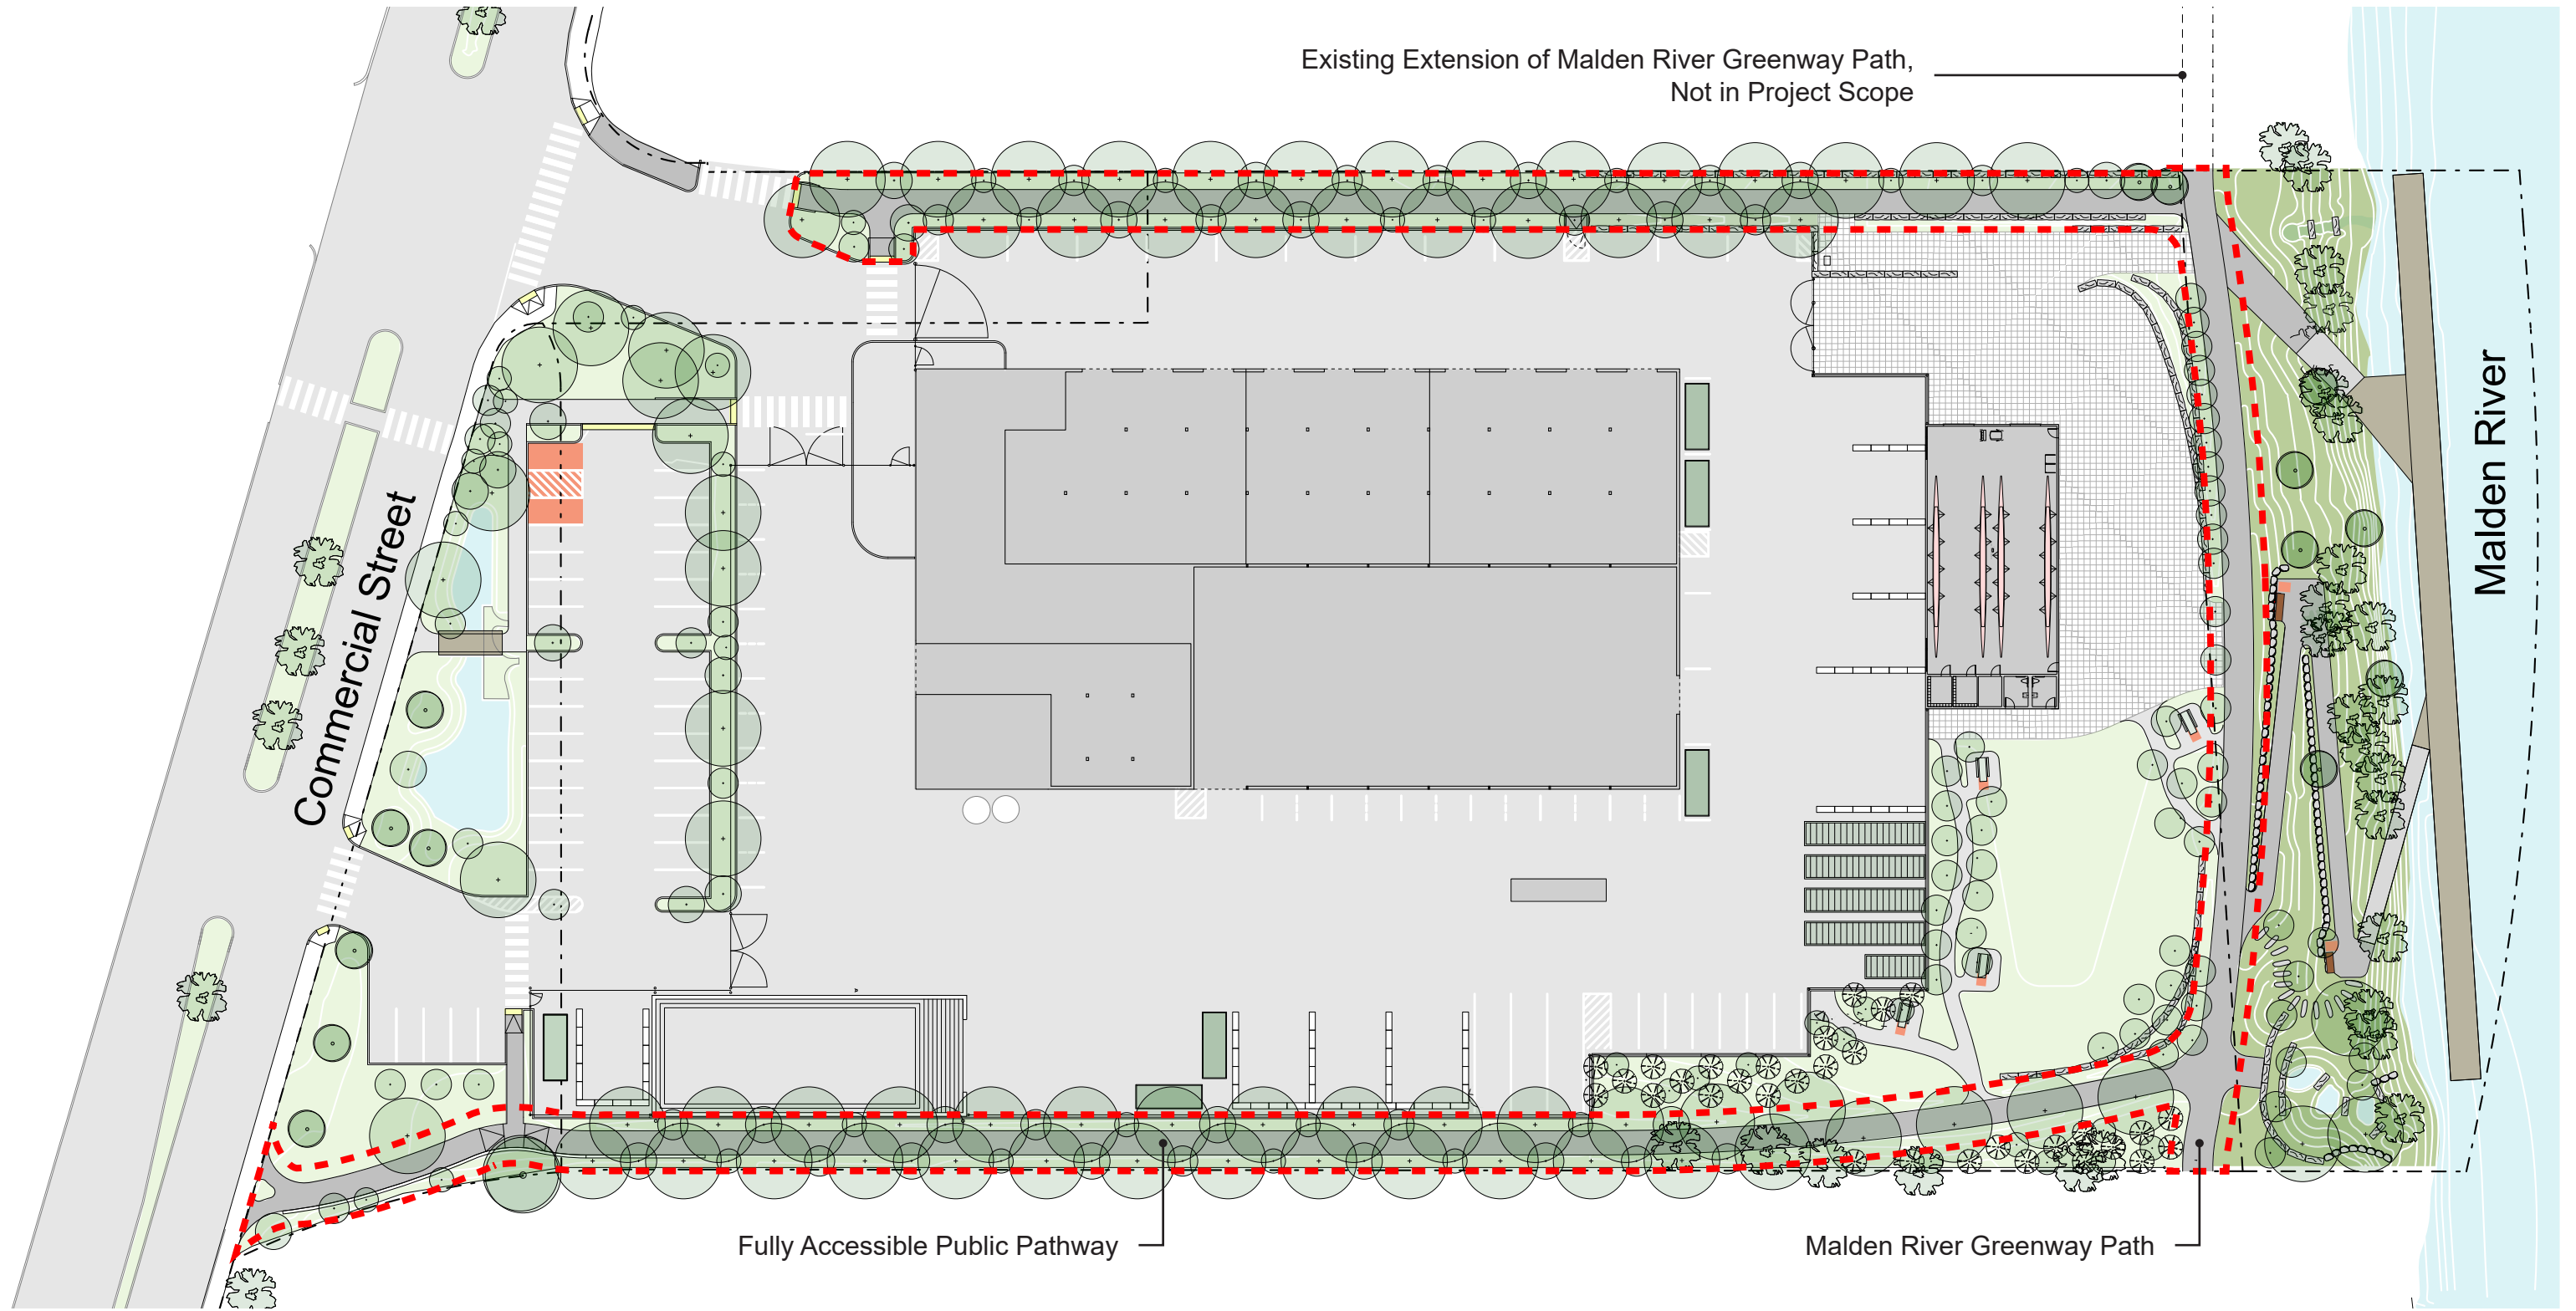 Existing Extension of Malden River Greenway Path,
Not in Project Scope
Malden River
Commercial Street
Fully Accessible Public Pathway
Malden River Greenway Path